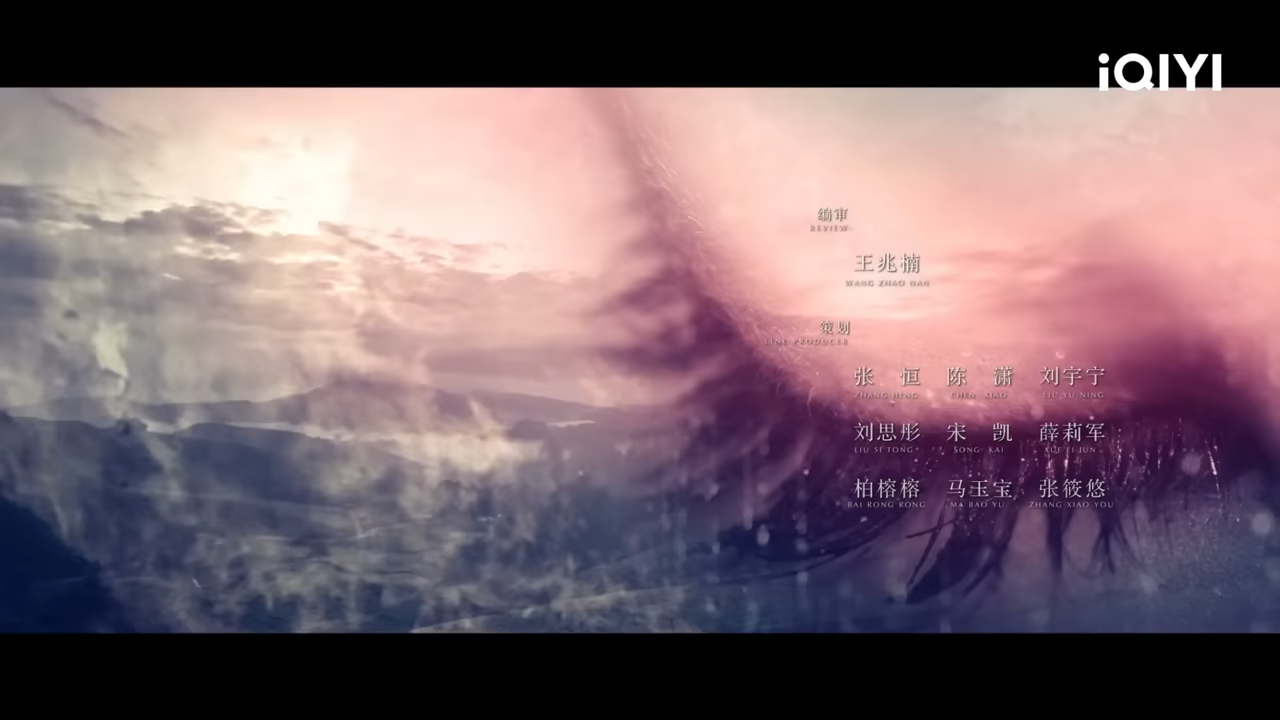 iQIYI
编审
REVIEW
王兆楠
WANG ZHAO NAN
策划
LINE PRODUCER
张 恒 陈 潇 刘宇宁
ZHANG HENG CHEN XIAO LIU YU NING
刘思彤 宋 凯 薛莉军
LIU SI TONG SONG KAI XUE LI JUN
柏榕榕 马玉宝 张筱悠
BAI RONG RONG MA BAO YU ZHANG XIAO YOU